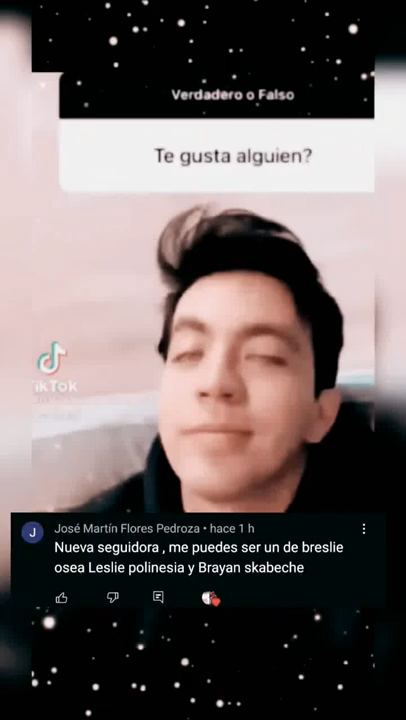 Verdadero o Falso
Te gusta alguien?
TikTok
J
José Martín Flores Pedroza • hace 1 h
Nueva seguidora , me puedes ser un de breslie
osea Leslie polinesia y Brayan skabeche